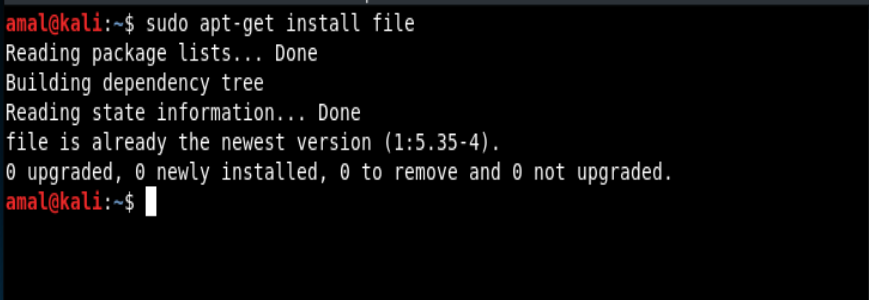 amal@kali:~$ sudo apt-get install file
Reading package lists... Done
Building dependency tree
Reading state information... Done
file is already the newest version (1:5.35-4).
0 upgraded, 0 newly installed, 0 to remove and 0 not upgraded.
amal@kali:~$